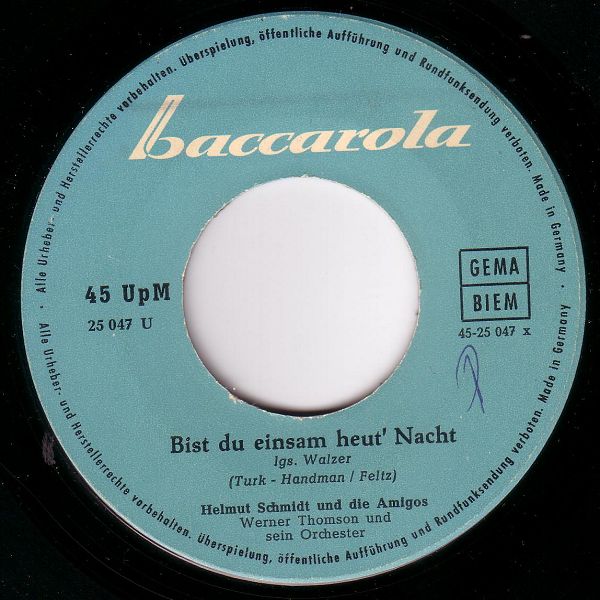 Alle Urheber- und Herstellerrechte vorbehalten. Überspielung, öffentliche Aufführung und Rundfunksendung verboten. Made in Germany ·
baccarola
45 UpM
25 047 U
GEMA
BIEM
45-25 047 x
Bist du einsam heut' Nacht
lgs. Walzer
(Turk - Handman / Feltz)
Helmut Schmidt und die Amigos
Werner Thomson und
sein Orchester
Alle Urheber- und Herstellerrechte vorbehalten. Überspielung, öffentliche Aufführung und Rundfunksendung verboten. Made in Germany ·